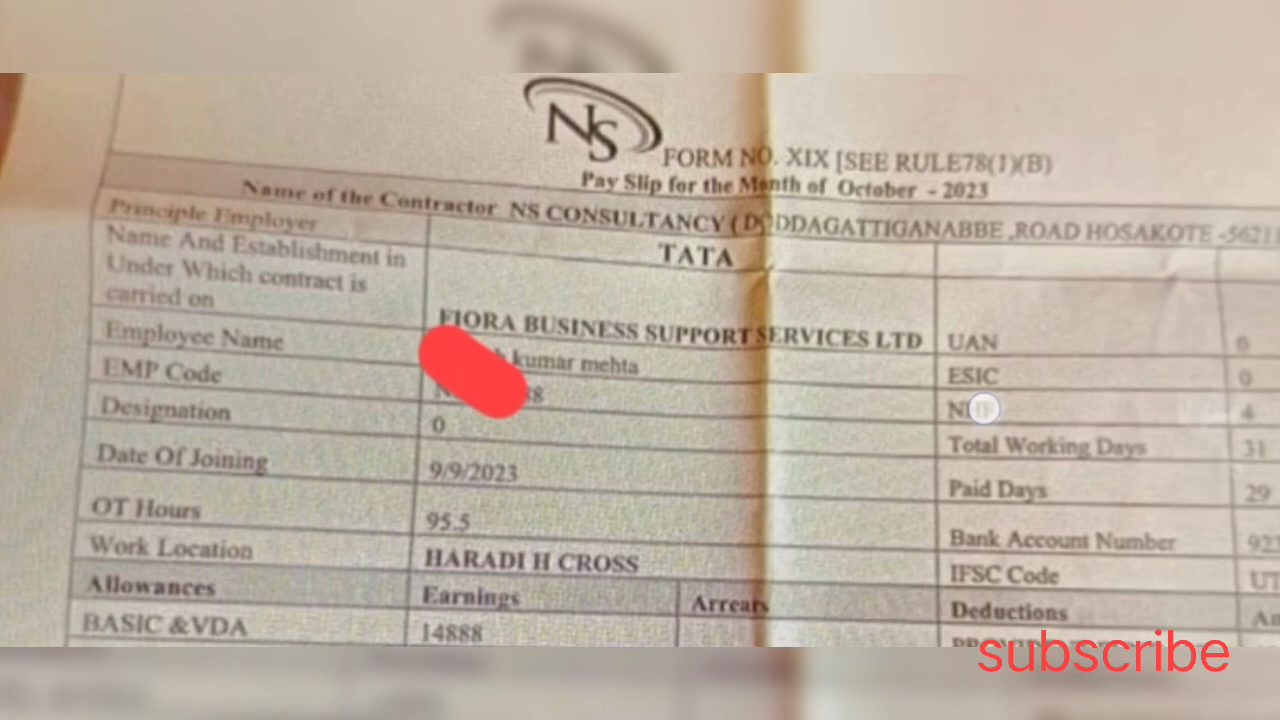 NS
FORM NO. XIX [SEE RULE78(1)(B)
Pay Slip for the Month of October - 2023
Name of the Contractor NS CONSULTANCY ( DODDAGATTIGANABBE ,ROAD HOSAKOTE -5621
Principle Employer TATA
Name And Establishment in
Under Which contract is
carried on FIORA BUSINESS SUPPORT SERVICES LTD UAN 0
Employee Name kumar mehta ESIC 0
EMP Code 88 4
Designation 0 Total Working Days 31
Date Of Joining 9/9/2023 Paid Days 29
OT Hours 95.5 Bank Account Number 92
Work Location HARADI H CROSS IFSC Code UT
Allowances Earnings Arrears Deductions
BASIC &VDA 14888
subscribe